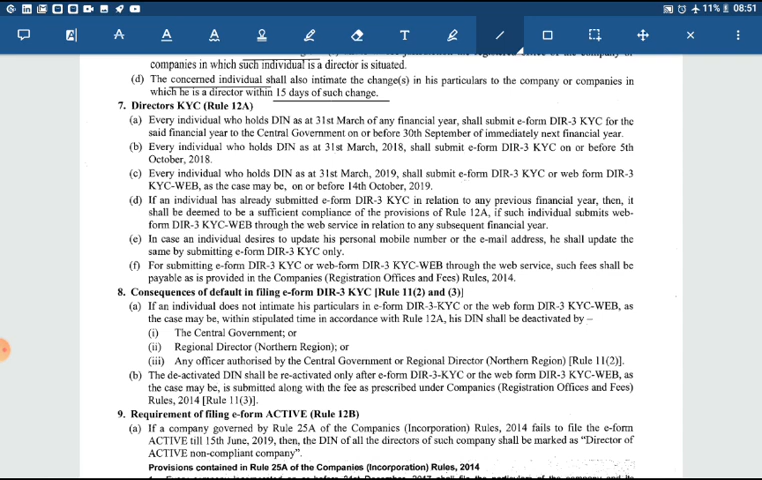 11% 08:51
T
companies in which such individual is a director is situated.
(d) The concerned individual shall also intimate the change(s) in his particulars to the company or companies in
which he is a director within 15 days of such change.
7. Directors KYC (Rule 12A)
(a) Every individual who holds DIN as at 31st March of any financial year, shall submit e-form DIR-3 KYC for the
said financial year to the Central Government on or before 30th September of immediately next financial year.
(b) Every individual who holds DIN as at 31st March, 2018, shall submit e-form DIR-3 KYC on or before 5th
October, 2018.
(c) Every individual who holds DIN as at 31st March, 2019, shall submit e-form DIR-3 KYC or web form DIR-3
KYC-WEB, as the case may be, on or before 14th October, 2019.
(d) If an individual has already submitted e-form DIR-3 KYC in relation to any previous financial year, then, it
shall be deemed to be a sufficient compliance of the provisions of Rule 12A, if such individual submits web-
form DIR-3 KYC-WEB through the web service in relation to any subsequent financial year.
(e) In case an individual desires to update his personal mobile number or the e-mail address, he shall update the
same by submitting e-form DIR-3 KYC only.
(f) For submitting e-form DIR-3 KYC or web-form DIR-3 KYC-WEB through the web service, such fees shall be
payable as is provided in the Companies (Registration Offices and Fees) Rules, 2014.
8. Consequences of default in filing e-form DIR-3 KYC [Rule 11(2) and (3)]
(a) If an individual does not intimate his particulars in e-form DIR-3-KYC or the web form DIR-3 KYC-WEB, as
the case may be, within stipulated time in accordance with Rule 12A, his DIN shall be deactivated by –
(i) The Central Government; or
(ii) Regional Director (Northern Region); or
(iii) Any officer authorised by the Central Government or Regional Director (Northern Region) [Rule 11(2)].
(b) The de-activated DIN shall be re-activated only after e-form DIR-3-KYC or the web form DIR-3 KYC-WEB, as
the case may be, is submitted along with the fee as prescribed under Companies (Registration Offices and Fees)
Rules, 2014 [Rule 11(3)].
9. Requirement of filing e-form ACTIVE (Rule 12B)
(a) If a company governed by Rule 25A of the Companies (Incorporation) Rules, 2014 fails to file the e-form
ACTIVE till 15th June, 2019, then, the DIN of all the directors of such company shall be marked as “Director of
ACTIVE non-compliant company”.
Provisions contained in Rule 25A of the Companies (Incorporation) Rules, 2014